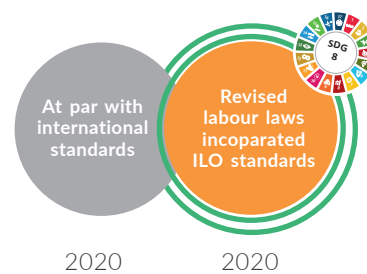 At par with
international
standards
Revised
labour laws
incoparated
ILO standards
SDG
8
2020
2020